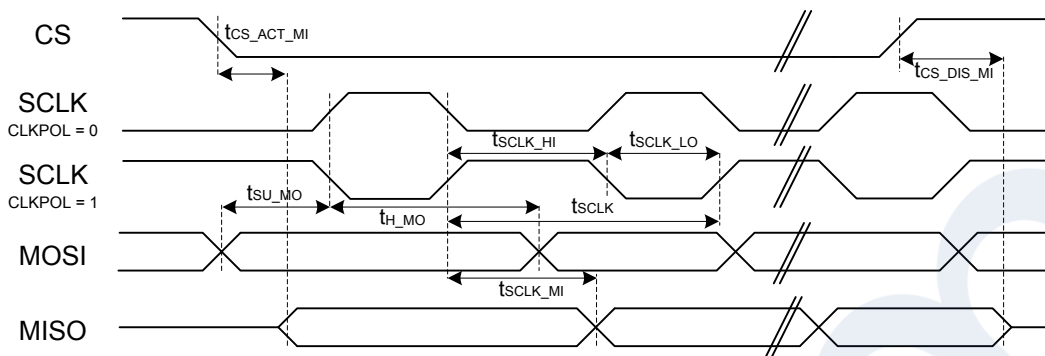 CS
tCS_ACT_MI
tCS_DIS_MI
SCLK
CLKPOL = 0
tSCLK_HI
tSCLK_LO
SCLK
CLKPOL = 1
tSU_MO
tH_MO
tSCLK
MOSI
tSCLK_MI
MISO